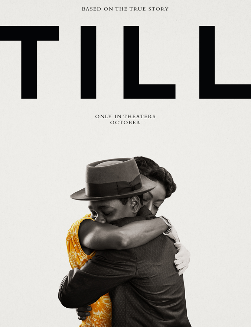 BASED ON THE TRUE STORY
TILL
ONLY IN THEATERS
OCTOBER